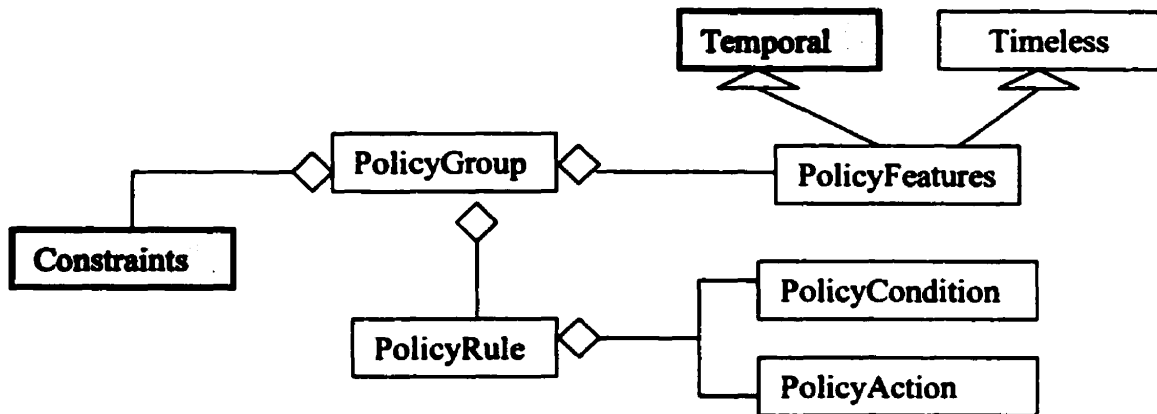 Temporal
Timeless
PolicyGroup
PolicyFeatures
Constraints
PolicyCondition
PolicyRule
PolicyAction